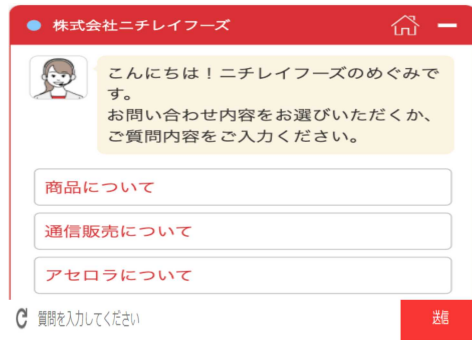 株式会社ニチレイフーズ
こんにちは！ニチレイフーズのめぐみで
す。
お問い合わせ内容をお選びいただくか、
ご質問内容をご入力ください。
商品について
通信販売について
アセロラについて
質問を入力してください
送信